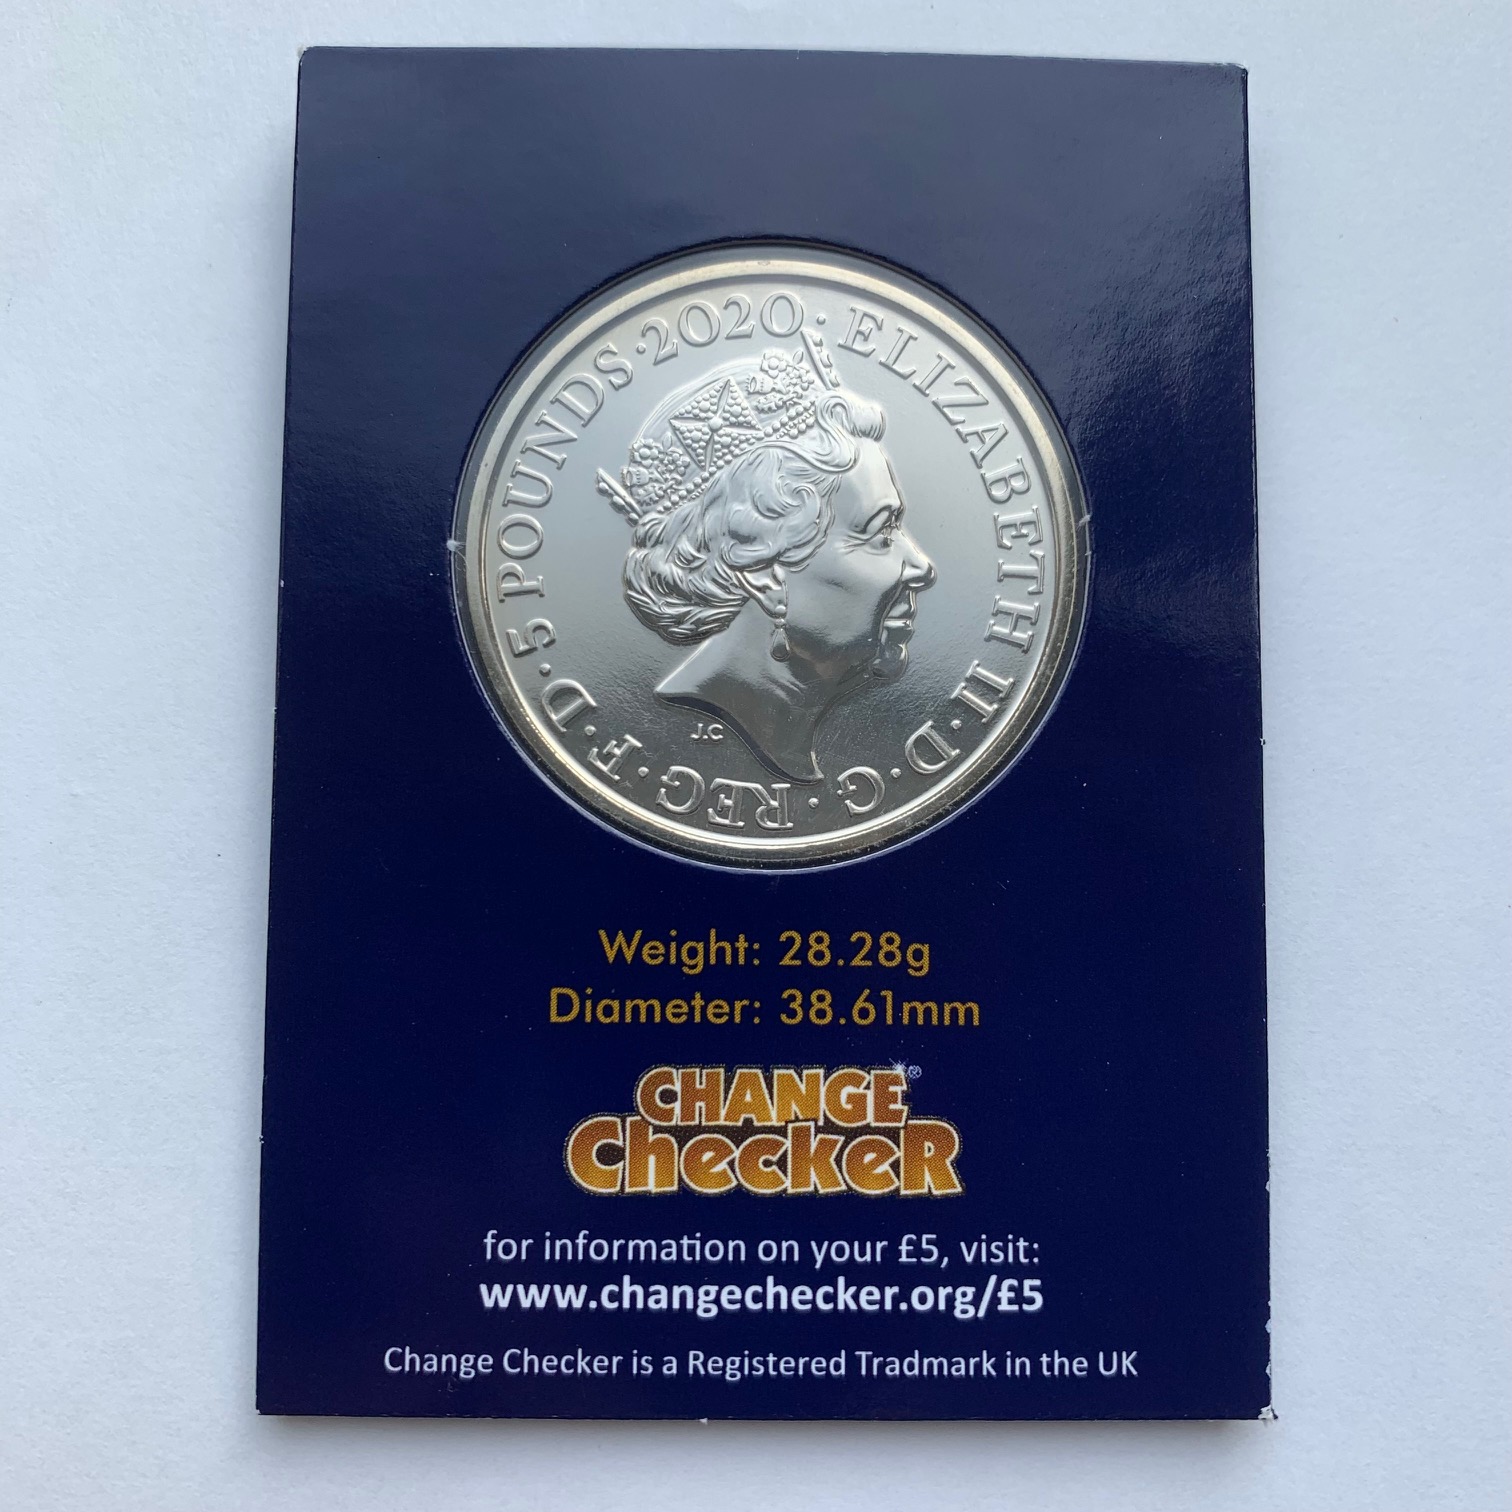 ELIZABETH II · D · G · REG · F · D · 5 POUNDS · 2020 ·
J.C
Weight: 28.28g
Diameter: 38.61mm
CHANGE®
CheckeR
for information on your £5, visit:
www.changechecker.org/£5
Change Checker is a Registered Tradmark in the UK